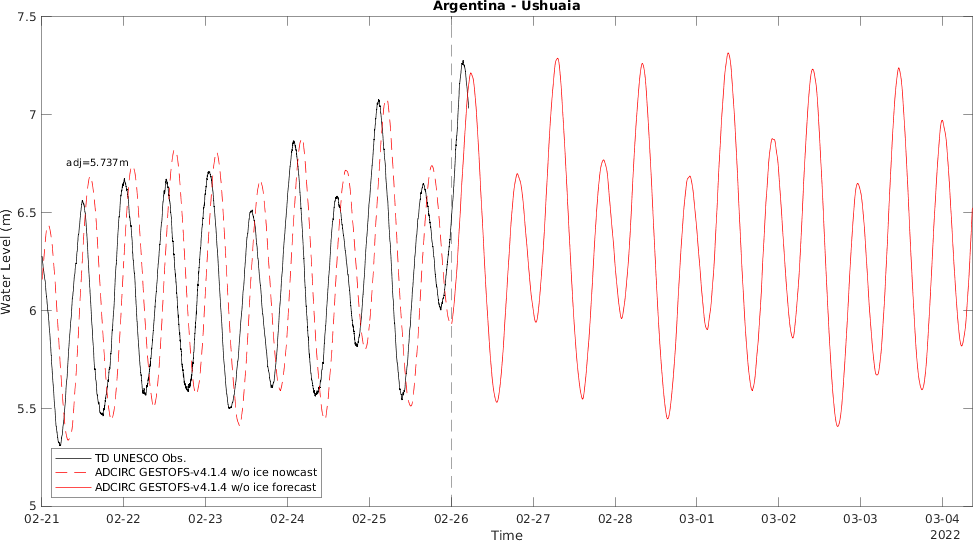 Argentina - Ushuaia
7.5
7
6.5
6
5.5
5
Water Level (m)
adj=5.737m
TD UNESCO Obs.
ADCIRC GESTOFS-v4.1.4 w/o ice nowcast
ADCIRC GESTOFS-v4.1.4 w/o ice forecast
02-21 02-22 02-23 02-24 02-25 02-26 02-27 02-28 03-01 03-02 03-03 03-04
Time
2022